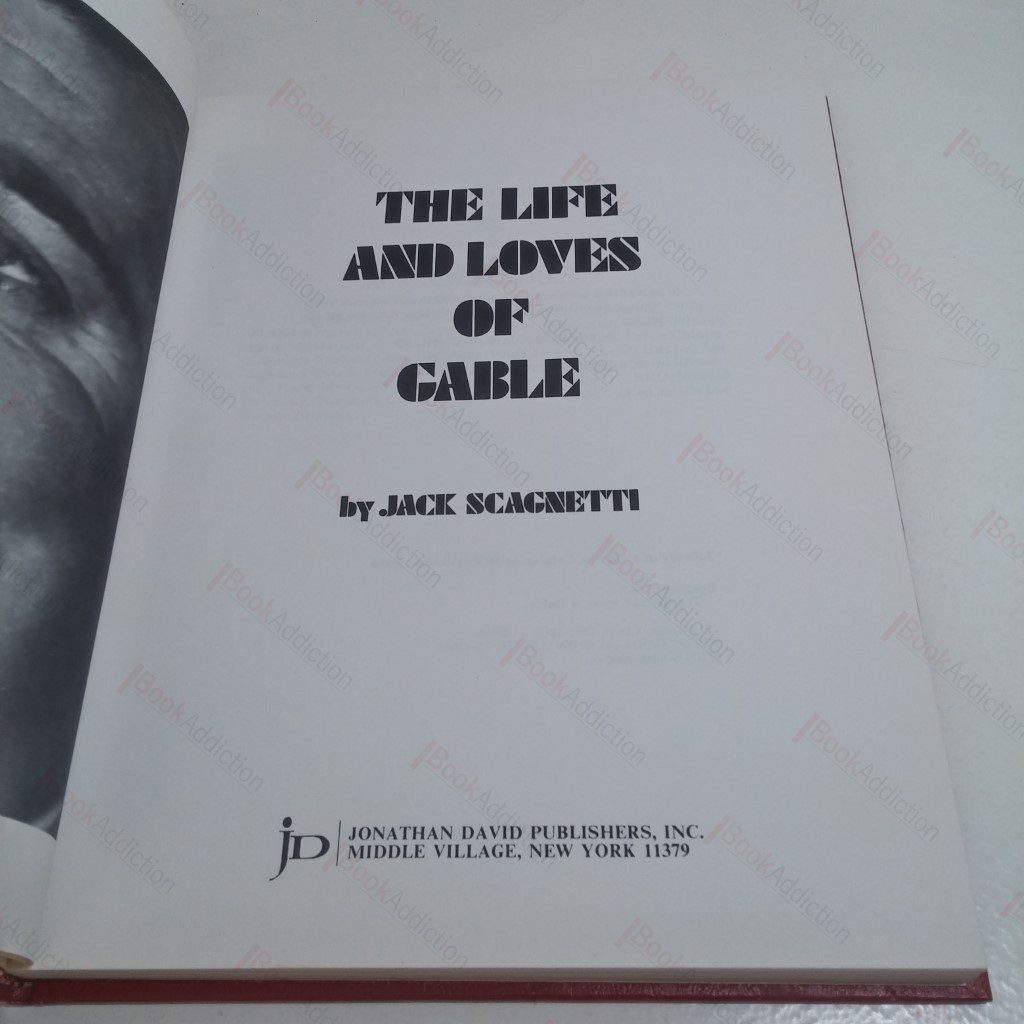 THE LIFE
AND LOVES
OF
GABLE
by JACK SCAGNETTI
JD
JONATHAN DAVID PUBLISHERS, INC.
MIDDLE VILLAGE, NEW YORK 11379
BookAddiction